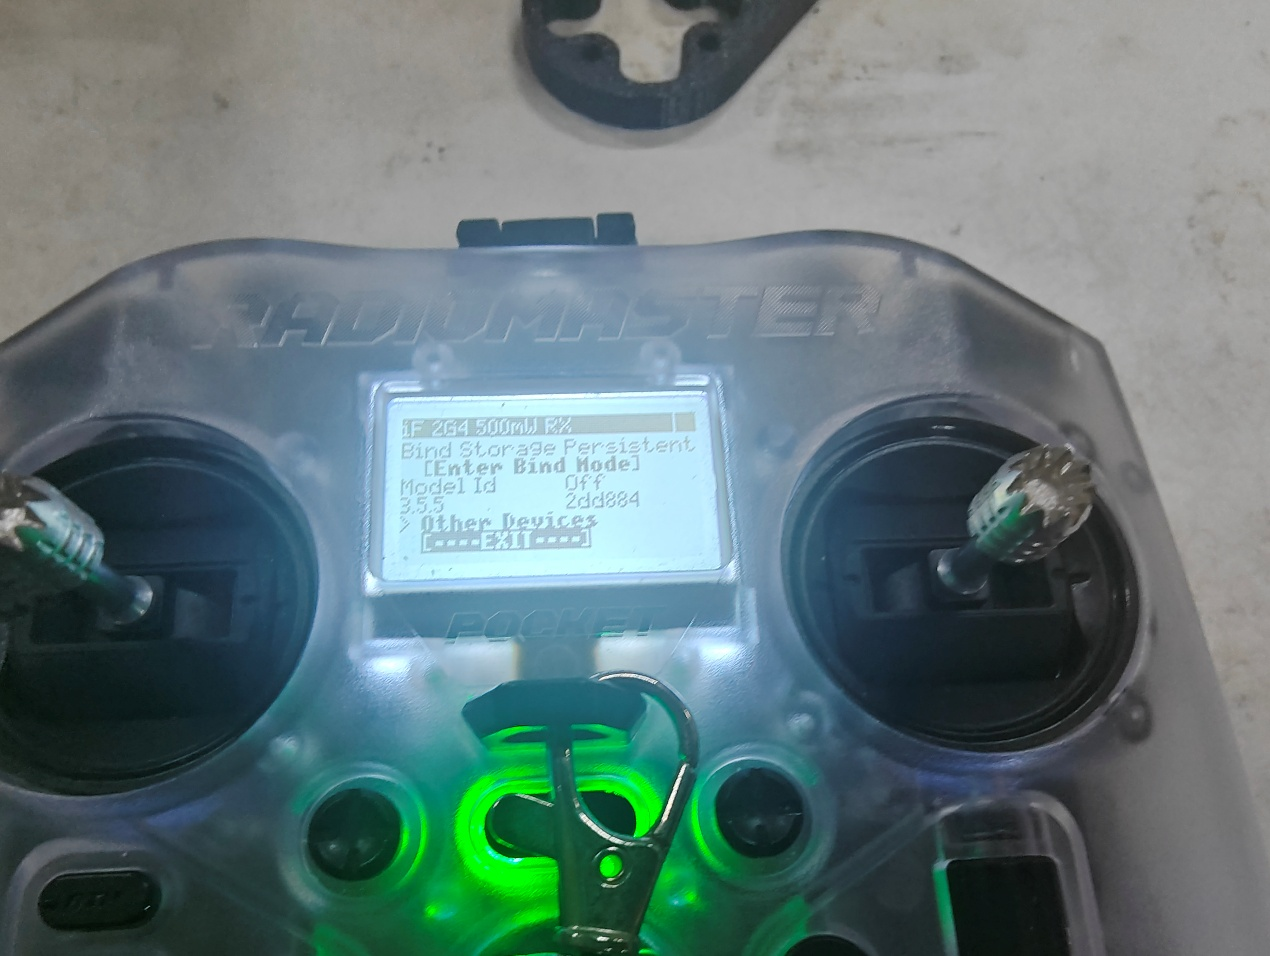 RADIOMASTER
iF 2G4 500mW RX
Bind Storage Persistent
[Enter Bind Mode]
Model Id Off
3.5.5 2dd884
> Other Devices
[----EXIT----]
POCKET